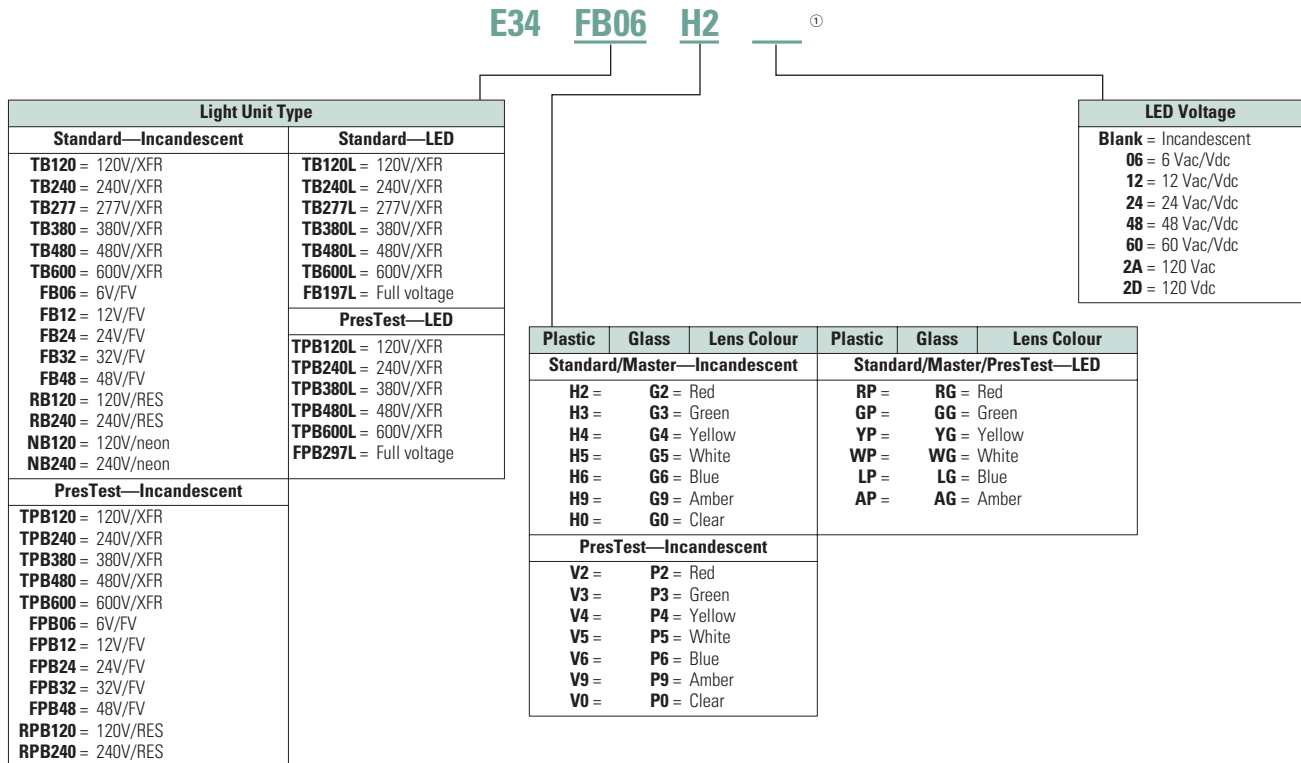 E34 FB06 H2 ___ ①
Light Unit Type
Standard—Incandescent
TB120 = 120V/XFR
TB240 = 240V/XFR
TB277 = 277V/XFR
TB380 = 380V/XFR
TB480 = 480V/XFR
TB600 = 600V/XFR
FB06 = 6V/FV
FB12 = 12V/FV
FB24 = 24V/FV
FB32 = 32V/FV
FB48 = 48V/FV
RB120 = 120V/RES
RB240 = 240V/RES
NB120 = 120V/neon
NB240 = 240V/neon
PresTest—Incandescent
TPB120 = 120V/XFR
TPB240 = 240V/XFR
TPB380 = 380V/XFR
TPB480 = 480V/XFR
TPB600 = 600V/XFR
FPB06 = 6V/FV
FPB12 = 12V/FV
FPB24 = 24V/FV
FPB32 = 32V/FV
FPB48 = 48V/FV
RPB120 = 120V/RES
RPB240 = 240V/RES
Standard—LED
TB120L = 120V/XFR
TB240L = 240V/XFR
TB277L = 277V/XFR
TB380L = 380V/XFR
TB480L = 480V/XFR
TB600L = 600V/XFR
FB197L = Full voltage
PresTest—LED
TPB120L = 120V/XFR
TPB240L = 240V/XFR
TPB380L = 380V/XFR
TPB480L = 480V/XFR
TPB600L = 600V/XFR
FPB297L = Full voltage
Plastic Glass Lens Colour
Standard/Master—Incandescent
H2 = G2 = Red
H3 = G3 = Green
H4 = G4 = Yellow
H5 = G5 = White
H6 = G6 = Blue
H9 = G9 = Amber
H0 = G0 = Clear
PresTest—Incandescent
V2 = P2 = Red
V3 = P3 = Green
V4 = P4 = Yellow
V5 = P5 = White
V6 = P6 = Blue
V9 = P9 = Amber
V0 = P0 = Clear
Plastic Glass Lens Colour
Standard/Master/PresTest—LED
RP = RG = Red
GP = GG = Green
YP = YG = Yellow
WP = WG = White
LP = LG = Blue
AP = AG = Amber
LED Voltage
Blank = Incandescent
06 = 6 Vac/Vdc
12 = 12 Vac/Vdc
24 = 24 Vac/Vdc
48 = 48 Vac/Vdc
60 = 60 Vac/Vdc
2A = 120 Vac
2D = 120 Vdc